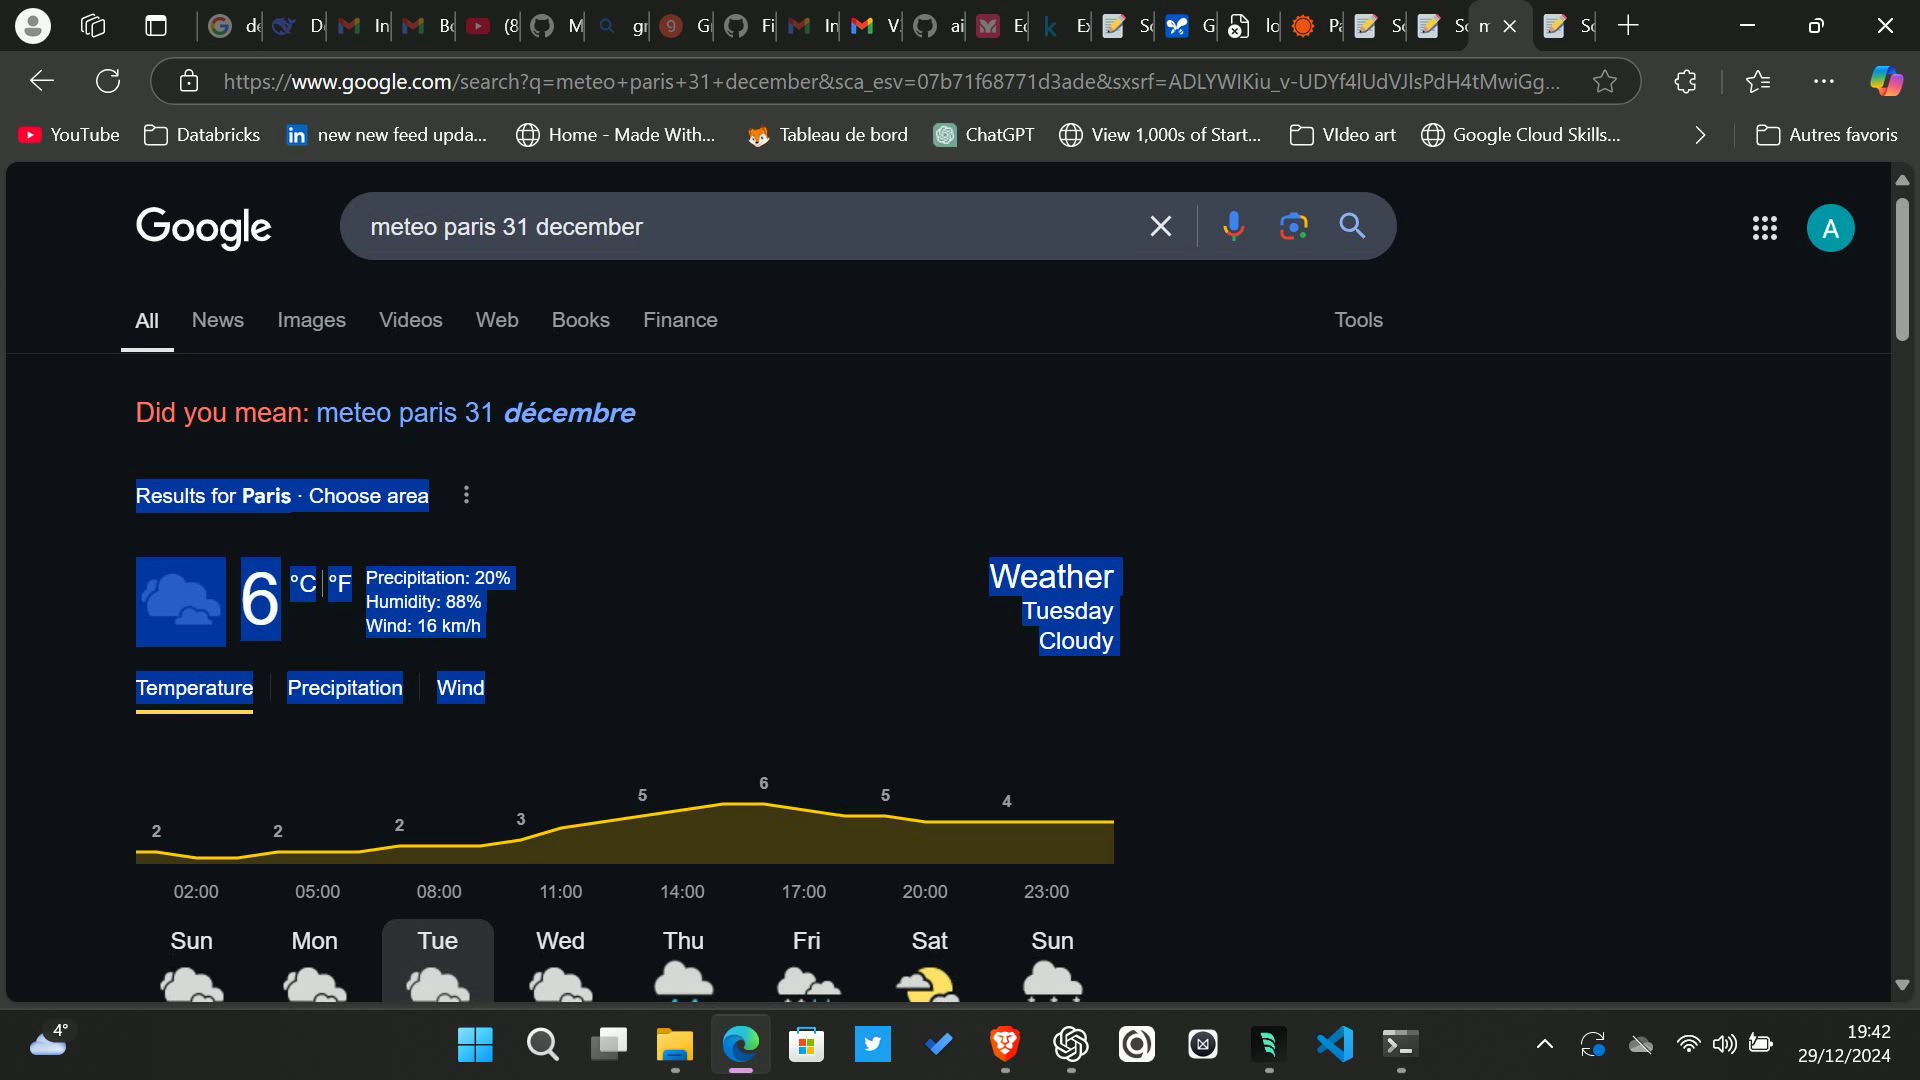 de
D
In
Bo
(8
M
gr
G
Fi
In
V.
ai
Ec
E
Sc
G
lo
Pa
Sc
Sc
m
Sc
https://www.google.com/search?q=meteo+paris+31+december&sca_esv=07b71f68771d3ade&sxsrf=ADLYWIKiu_v-UDYf4lUdVJlsPdH4tMwiGg...
YouTube
Databricks
new new feed upda...
Home - Made With...
Tableau de bord
ChatGPT
View 1,000s of Start...
VIdeo art
Google Cloud Skills...
Autres favoris
Google
meteo paris 31 december
A
All News Images Videos Web Books Finance Tools
Did you mean: meteo paris 31 décembre
Results for Paris · Choose area
6 °C °F
Precipitation: 20%
Humidity: 88%
Wind: 16 km/h
Weather
Tuesday
Cloudy
Temperature Precipitation Wind
2 2 2 3 5 6 5 4
02:00 05:00 08:00 11:00 14:00 17:00 20:00 23:00
Sun Mon Tue Wed Thu Fri Sat Sun
4°
19:42
29/12/2024